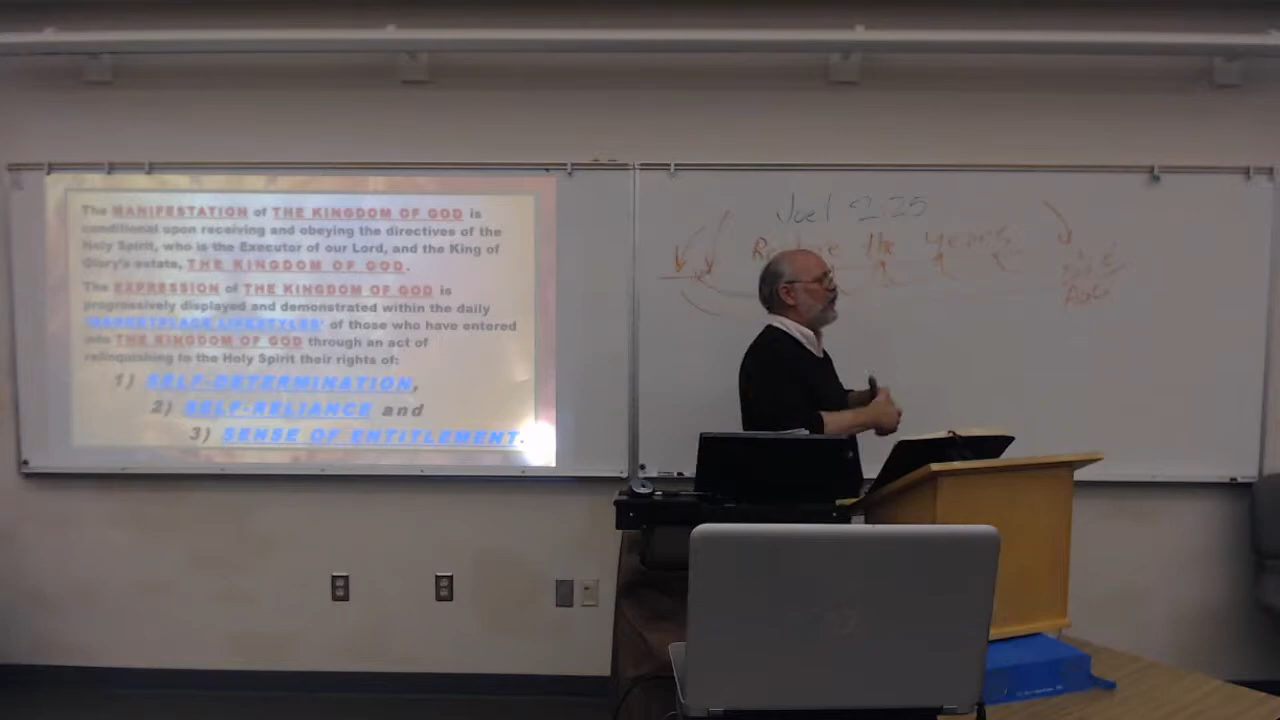 The MANIFESTATION of THE KINGDOM OF GOD is
conditional upon receiving and obeying the directives of the
Holy Spirit, who is the Executor of our Lord, and the King of
Glory's estate, THE KINGDOM OF GOD.
The EXPRESSION of THE KINGDOM OF GOD is
progressively displayed and demonstrated within the daily
'MARKETPLACE LIFESTYLES' of those who have entered
into THE KINGDOM OF GOD through an act of
relinquishing to the Holy Spirit their rights of:
1) SELF-DETERMINATION,
2) SELF-RELIANCE and
3) SENSE OF ENTITLEMENT.
Joel 2.25
the years